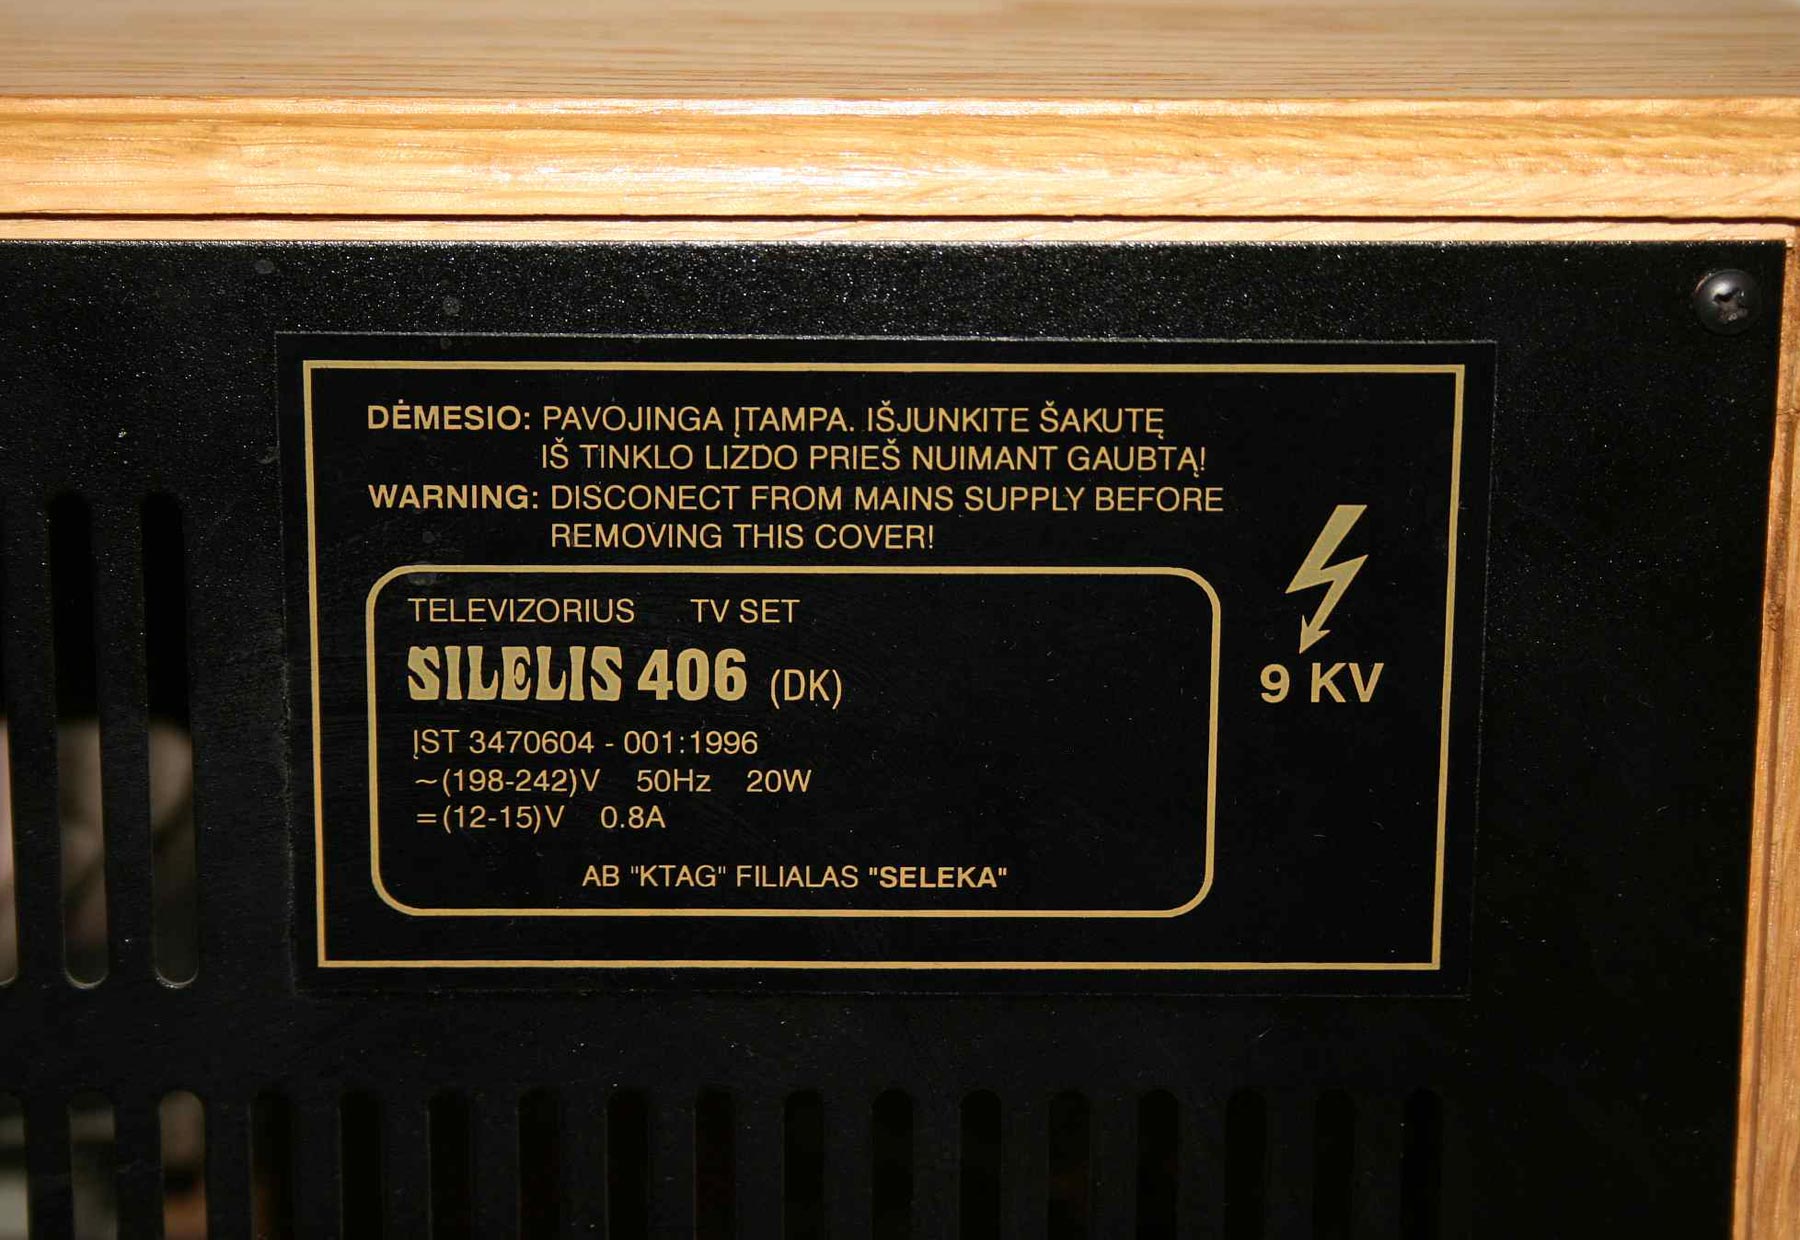 DĖMESIO: PAVOJINGA ĮTAMPA. IŠJUNKITE ŠAKUTĘ
IŠ TINKLO LIZDO PRIEŠ NUIMANT GAUBTĄ!
WARNING: DISCONECT FROM MAINS SUPPLY BEFORE
REMOVING THIS COVER!
TELEVIZORIUS TV SET
SILELIS 406 (DK)
ĮST 3470604 - 001:1996
~(198-242)V 50Hz 20W
=(12-15)V 0.8A
AB "KTAG" FILIALAS "SELEKA"
9 KV